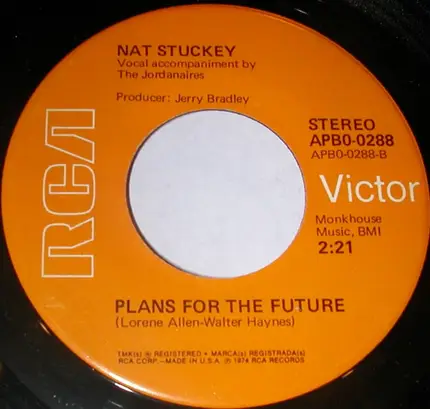 NAT STUCKEY
Vocal accompaniment by
The Jordanaires
Producer: Jerry Bradley
RCA
STEREO
APBO-0288
APBO-0288-B
Victor
Monkhouse
Music, BMI
2:21
PLANS FOR THE FUTURE
(Lorene Allen-Walter Haynes)
TMK(s) ® REGISTERED • MARCA(s) REGISTRADA(s)
RCA CORP.—MADE IN U.S.A. ℗ 1974 RCA RECORDS